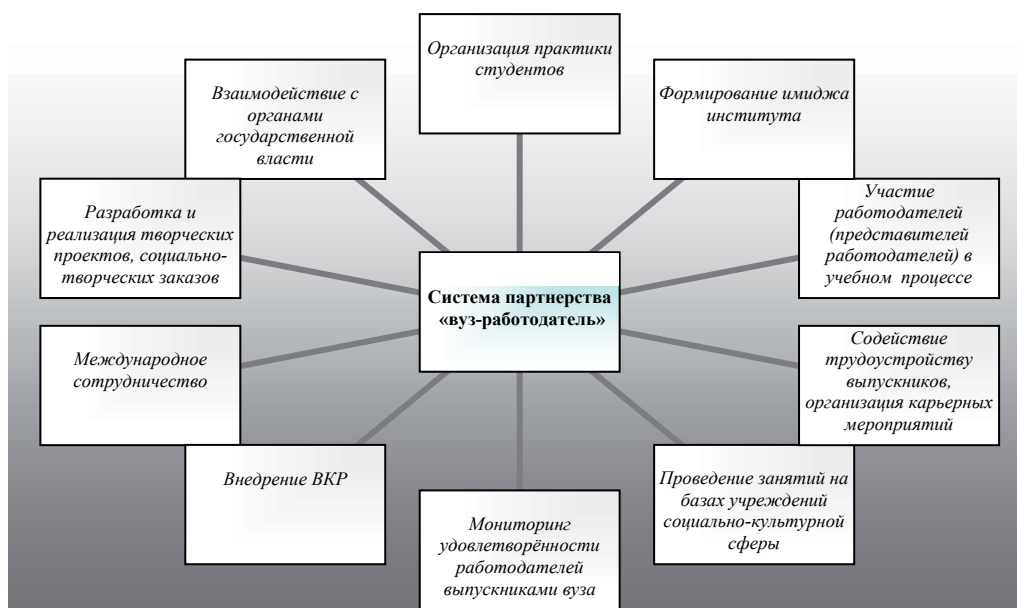 Организация практики
студентов
Формирование имиджа
института
Участие
работодателей
(представителей
работодателей) в
учебном процессе
Содействие
трудоустройству
выпускников,
организация карьерных
мероприятий
Проведение занятий на
базах учреждений
социально-культурной
сферы
Мониторинг
удовлетворённости
работодателей
выпускниками вуза
Внедрение ВКР
Международное
сотрудничество
Разработка и
реализация творческих
проектов, социально-
творческих заказов
Взаимодействие с
органами
государственной
власти
Система партнерства
«вуз-работодатель»